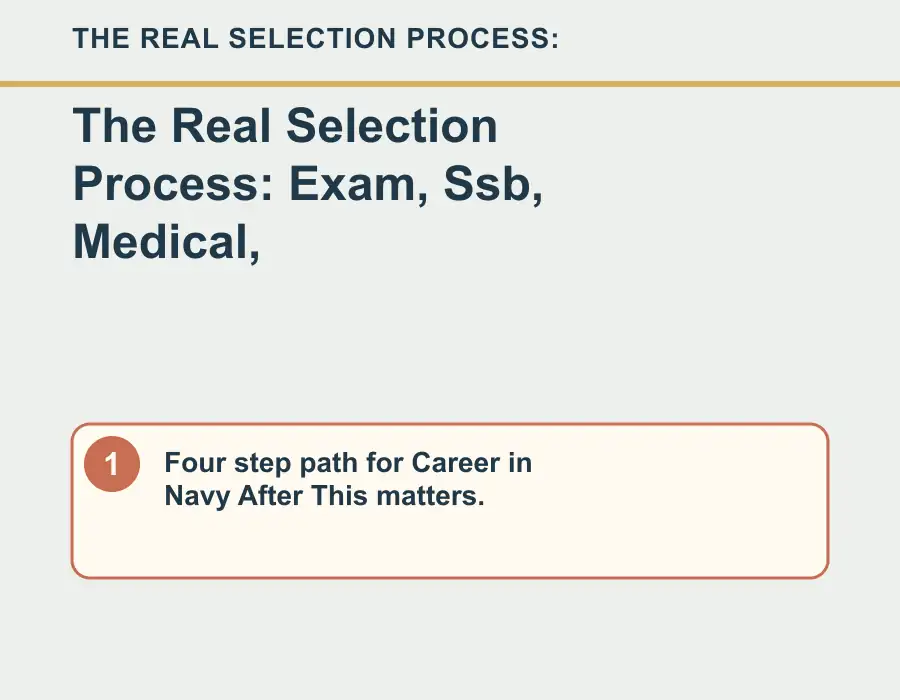 THE REAL SELECTION PROCESS:
The Real Selection
Process: Exam, Ssb,
Medical,
1
Four step path for Career in
Navy After This matters.